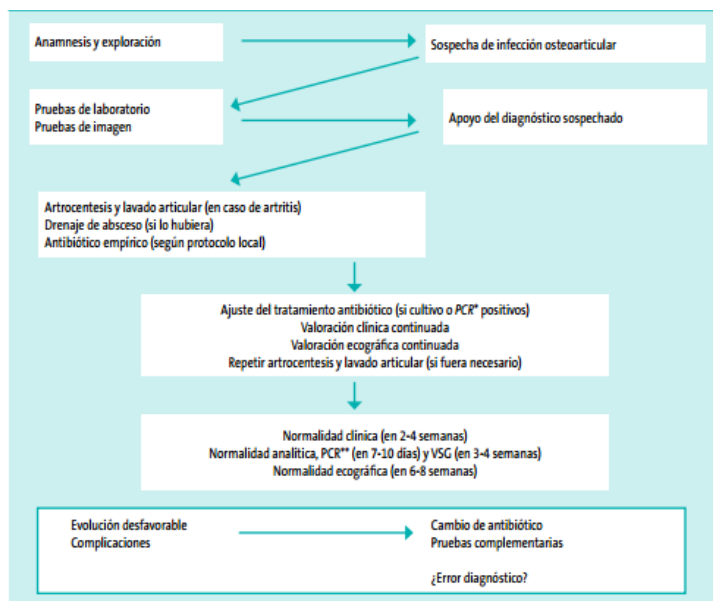 Anamnesis y exploración
Sospecha de infección osteoarticular
Pruebas de laboratorio
Pruebas de imagen
Apoyo del diagnóstico sospechado
Artrocentesis y lavado articular (en caso de artritis)
Drenaje de absceso (si lo hubiera)
Antibiótico empírico (según protocolo local)
Ajuste del tratamiento antibiótico (si cultivo o PCR* positivos)
Valoración clínica continuada
Valoración ecográfica continuada
Repetir artrocentesis y lavado articular (si fuera necesario)
Normalidad clínica (en 2-4 semanas)
Normalidad analítica, PCR** (en 7-10 días) y VSG (en 3-4 semanas)
Normalidad ecográfica (en 6-8 semanas)
Evolución desfavorable
Complicaciones
Cambio de antibiótico
Pruebas complementarias
¿Error diagnóstico?